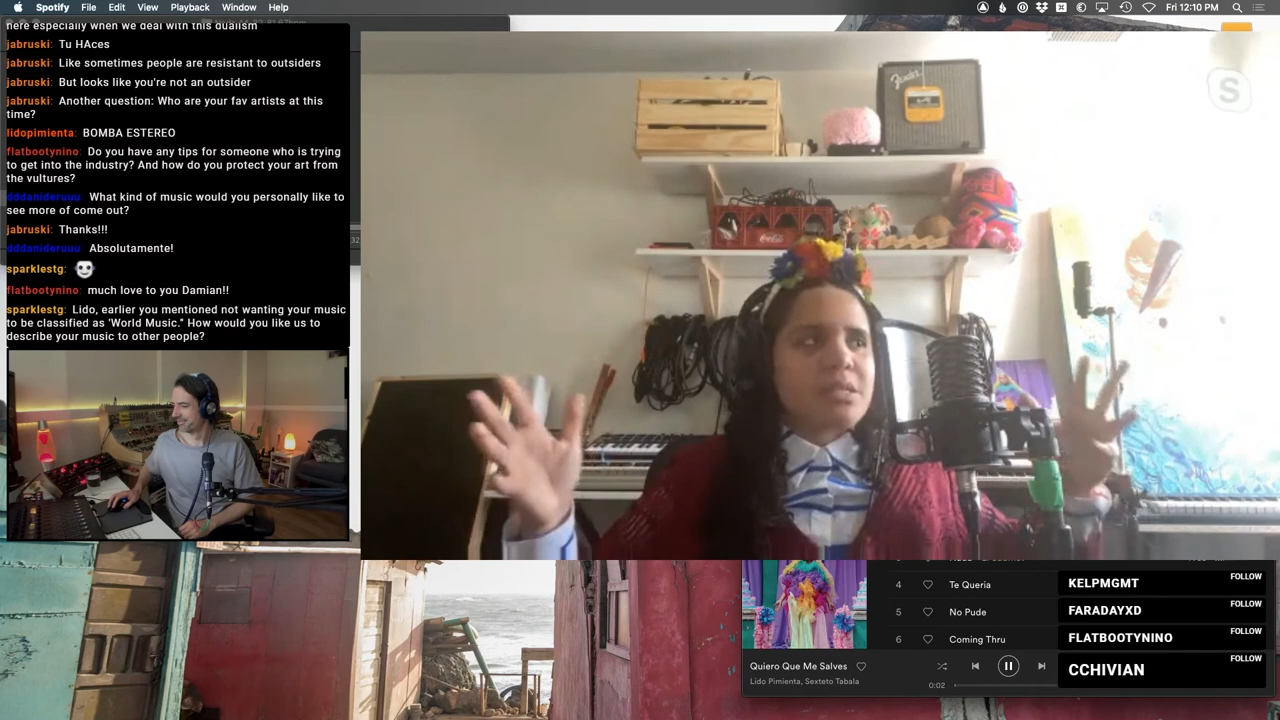 Spotify File Edit View Playback Window Help
Fri 12:10 PM
here especially when we deal with this dualism
jabruski: Tu HAces
jabruski: Like sometimes people are resistant to outsiders
jabruski: But looks like you're not an outsider
jabruski: Another question: Who are your fav artists at this
time?
lidopimienta: BOMBA ESTEREO
flatbootynino: Do you have any tips for someone who is trying
to get into the industry? And how do you protect your art from
the vultures?
dddanideruuu: What kind of music would you personally like to
see more of come out?
jabruski: Thanks!!!
dddanideruuu: Absolutamente!
sparklestg:
flatbootynino: much love to you Damian!!
sparklestg: Lido, earlier you mentioned not wanting your music
to be classified as 'World Music." How would you like us to
describe your music to other people?
Fender
Coca-Cola
S
4 Te Queria
5 No Pude
6 Coming Thru
Quiero Que Me Salves
Lido Pimienta, Sexteto Tabala
0:02
FOLLOW
KELPMGMT
FOLLOW
FARADAYXD
FOLLOW
FLATBOOTYNINO
FOLLOW
CCHIVIAN